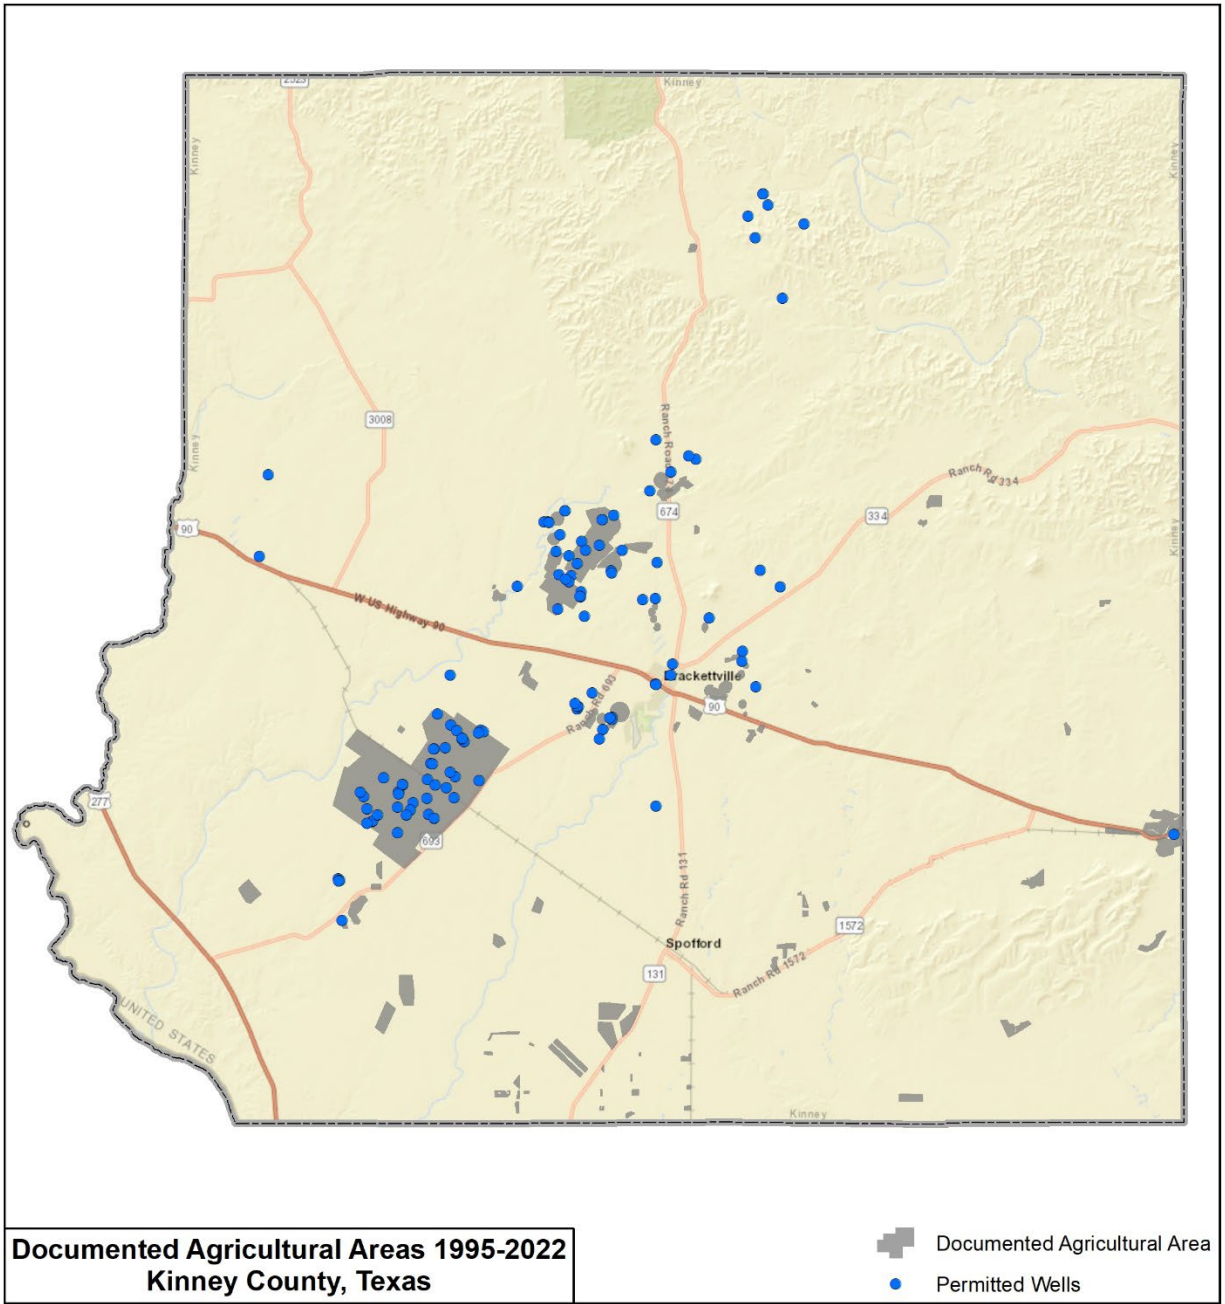 2523
Kinney
Kinney
Kinney
3008
Ranch Road
Kinney
Ranch Rd 334
674
334
90
Kinney
W US Highway 90
Brackettville
Ranch Rd 693
90
277
693
Ranch Rd 131
1572
Spofford
131
Ranch Rd 1572
UNITED STATES
Kinney
Documented Agricultural Areas 1995-2022
Kinney County, Texas
Documented Agricultural Area
Permitted Wells